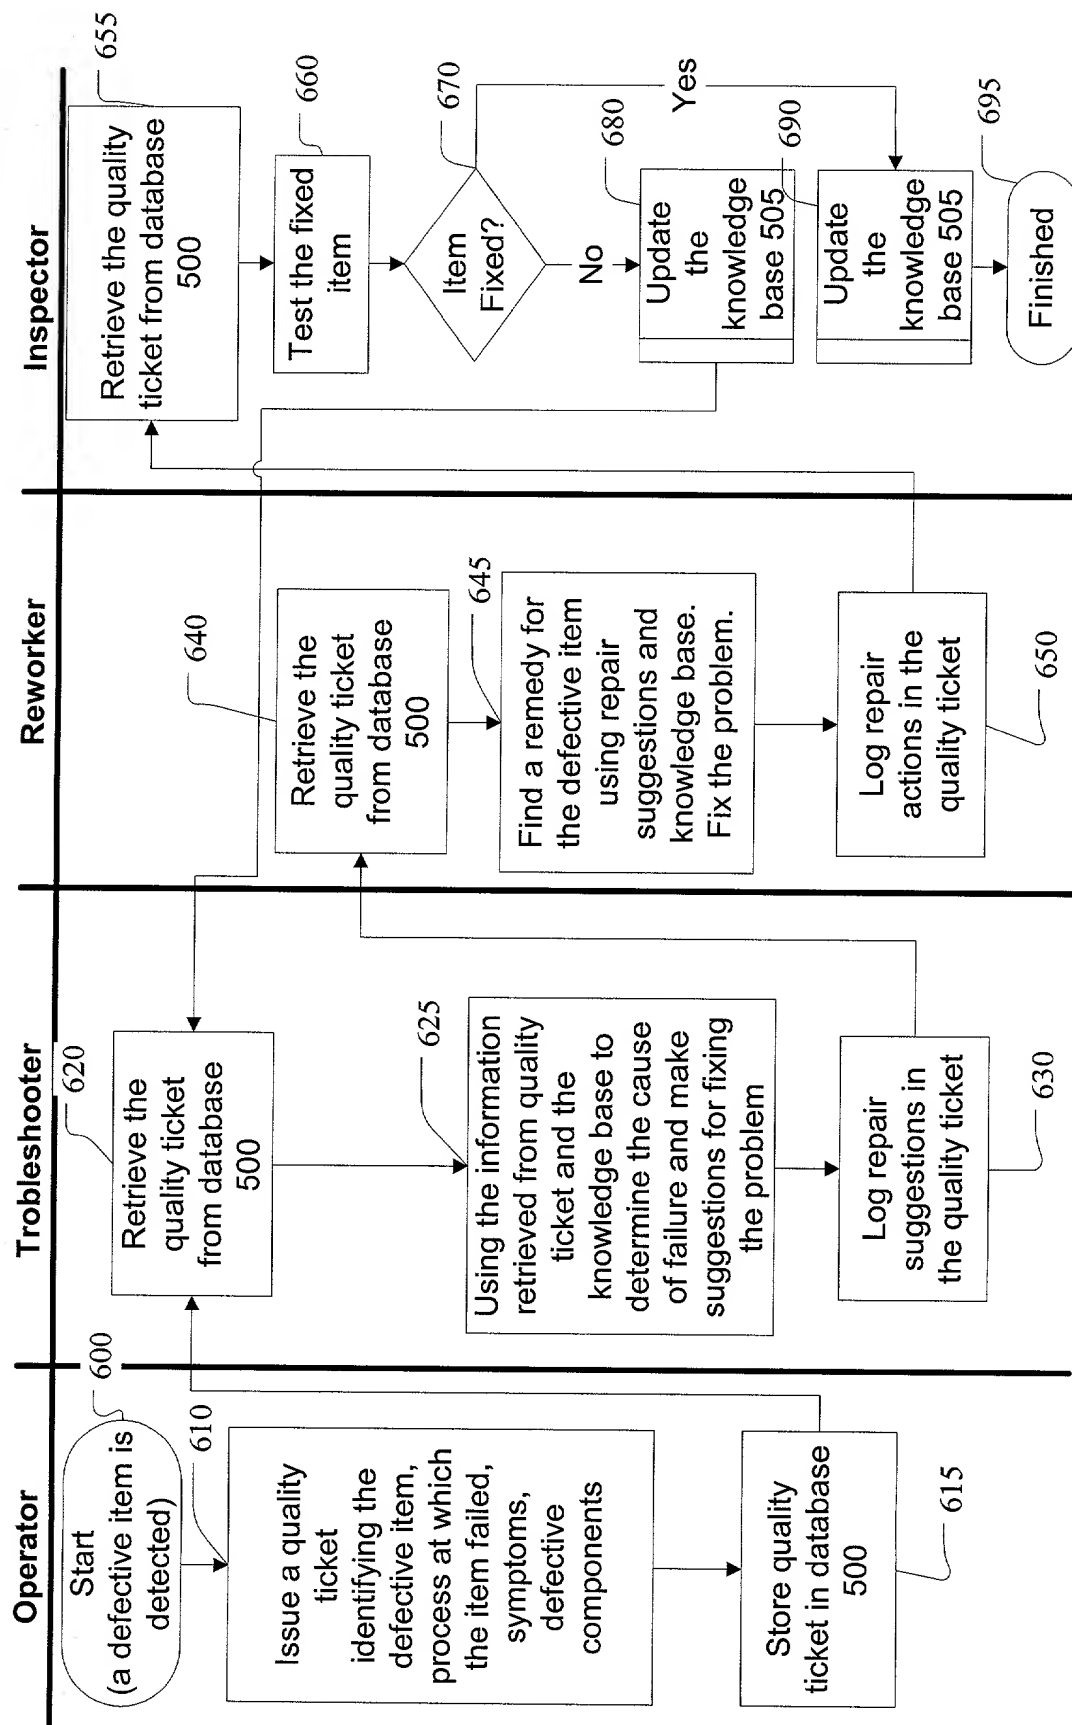 Operator
Start
(a defective item is
detected)
600
610
Issue a quality
ticket
identifying the
defective item,
process at which
the item failed,
symptoms,
defective
components
Store quality
ticket in database
500
615
Trobleshooter
620
Retrieve the
quality ticket
from database
500
625
Using the information
retrieved from quality
ticket and the
knowledge base to
determine the cause
of failure and make
suggestions for fixing
the problem
Log repair
suggestions in
the quality ticket
630
Reworker
640
Retrieve the
quality ticket
from database
500
645
Find a remedy for
the defective item
using repair
suggestions and
knowledge base.
Fix the problem.
Log repair
actions in the
quality ticket
650
Inspector
655
Retrieve the quality
ticket from database
500
660
Test the fixed
item
670
Item
Fixed?
No
Yes
680
Update
the
knowledge
base 505
690
Update
the
knowledge
base 505
695
Finished